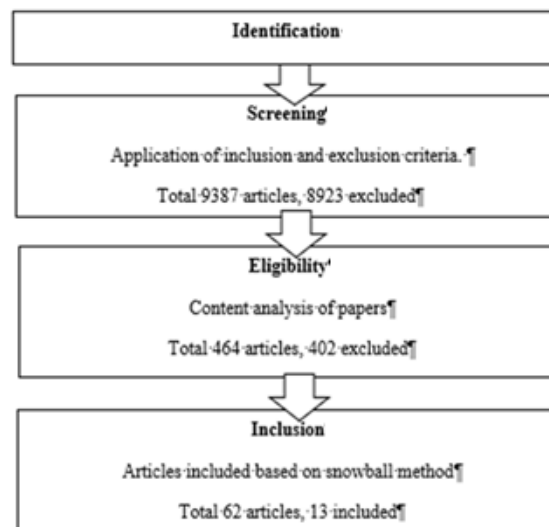 Identification
Screening
Application of inclusion and exclusion criteria. ¶
Total 9387 articles, 8923 excluded¶
Eligibility
Content analysis of papers¶
Total 464 articles, 402 excluded¶
Inclusion
Articles included based on snowball method¶
Total 62 articles, 13 included¶